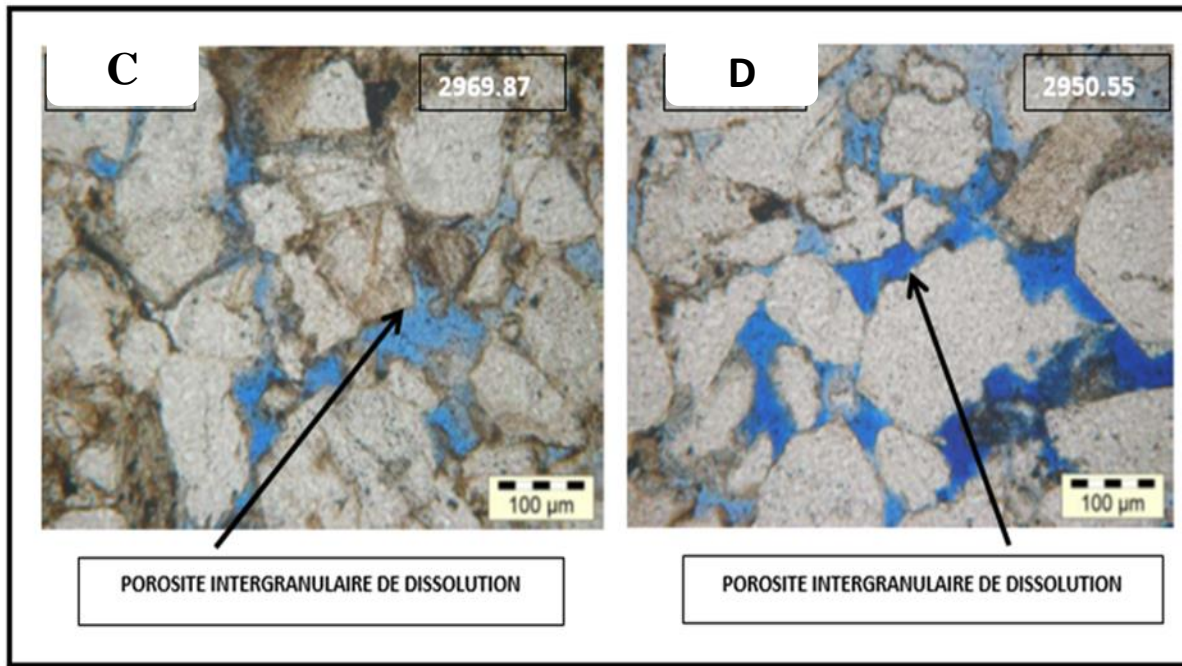 C
2969.87
D
2950.55
100 µm
100 µm
POROSITE INTERGRANULAIRE DE DISSOLUTION
POROSITE INTERGRANULAIRE DE DISSOLUTION